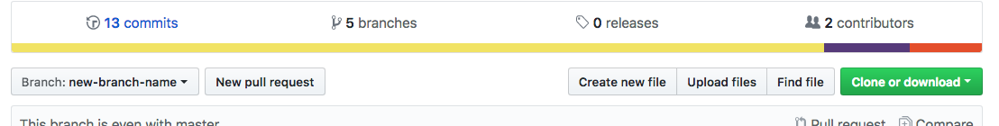 13 commits 5 branches 0 releases 2 contributors
Branch: new-branch-name New pull request Create new file Upload files Find file Clone or download
This branch is even with master. Pull request Compare